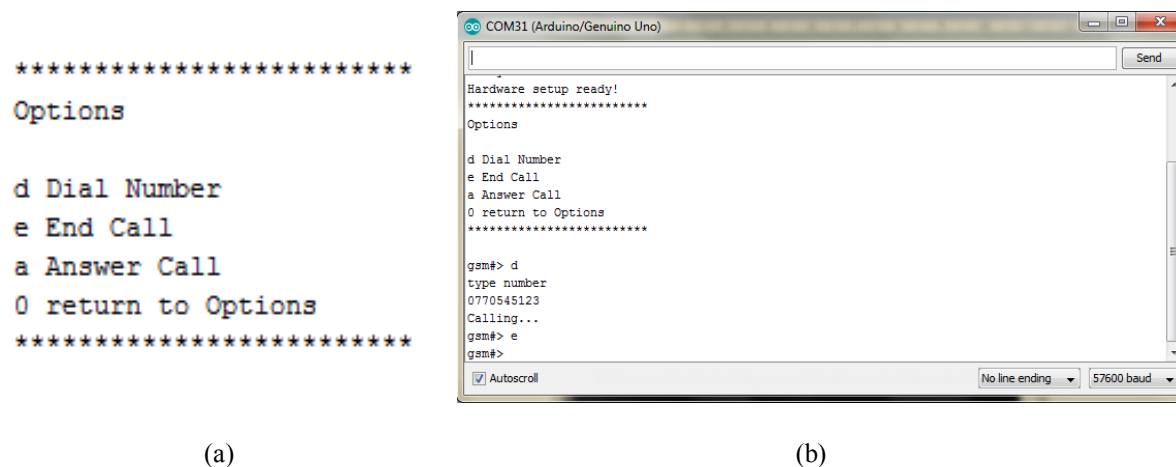 *************************
Options
d Dial Number
e End Call
a Answer Call
0 return to Options
*************************
(a)
COM31 (Arduino/Genuino Uno)
Send
Hardware setup ready!
*************************
Options
d Dial Number
e End Call
a Answer Call
0 return to Options
*************************
gsm#> d
type number
0770545123
Calling...
gsm#> e
gsm#>
Autoscroll
No line ending
57600 baud
(b)